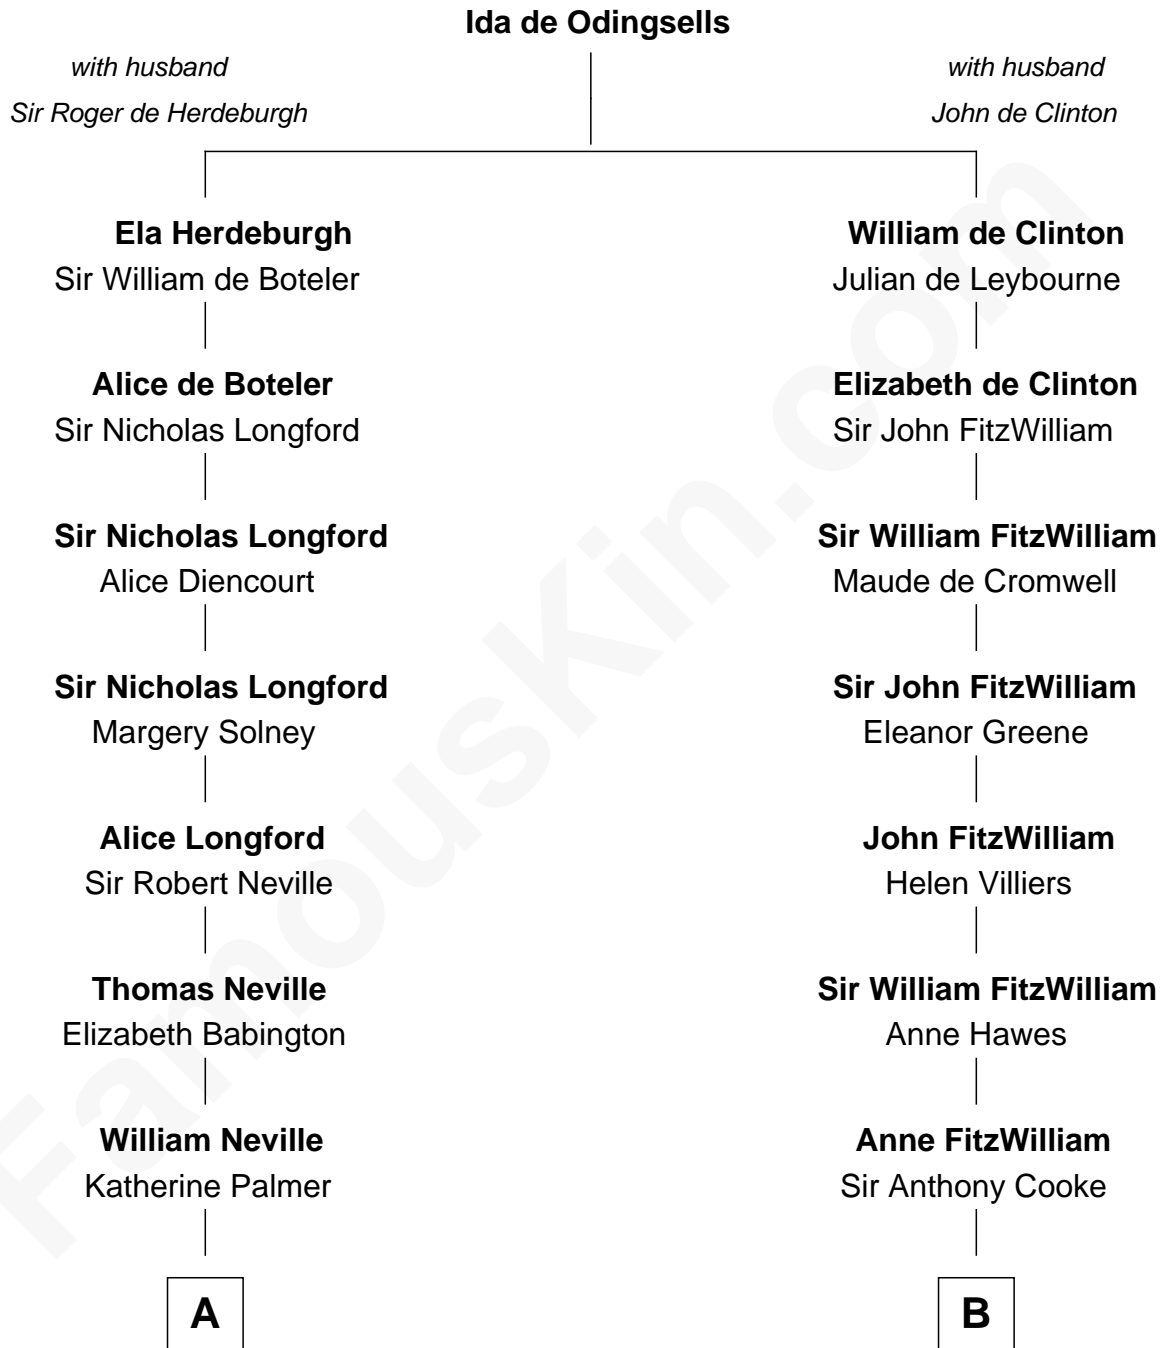 Ida de Odingsells
with husband
Sir Roger de Herdeburgh
with husband
John de Clinton
Ela Herdeburgh
Sir William de Boteler
William de Clinton
Julian de Leybourne
Alice de Boteler
Sir Nicholas Longford
Elizabeth de Clinton
Sir John FitzWilliam
Sir Nicholas Longford
Alice Diencourt
Sir William FitzWilliam
Maude de Cromwell
Sir Nicholas Longford
Margery Solney
Sir John FitzWilliam
Eleanor Greene
Alice Longford
Sir Robert Neville
John FitzWilliam
Helen Villiers
Thomas Neville
Elizabeth Babington
Sir William FitzWilliam
Anne Hawes
William Neville
Katherine Palmer
Anne FitzWilliam
Sir Anthony Cooke
A
B
FamousKin.com